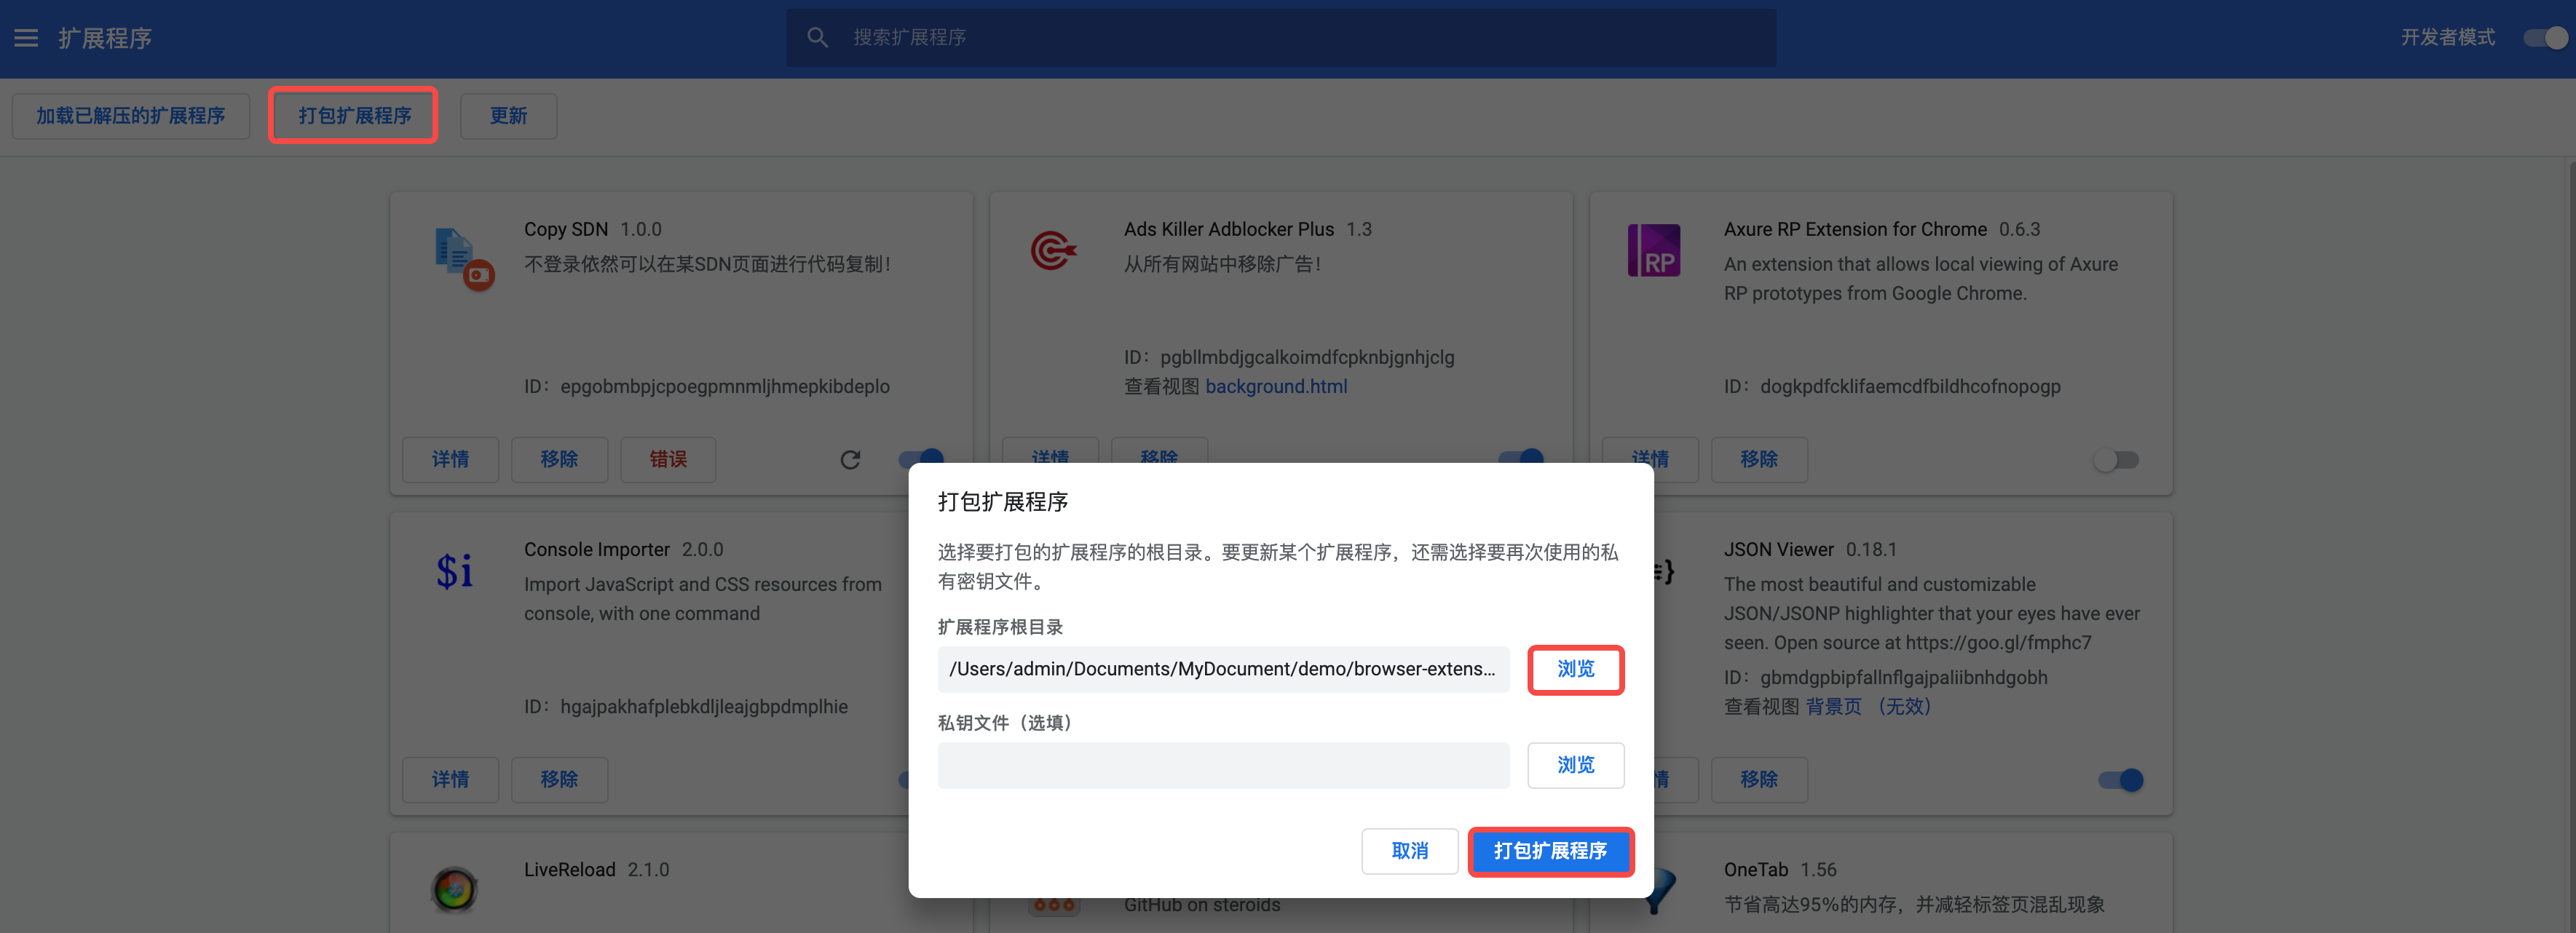 扩展程序
搜索扩展程序
开发者模式
加载已解压的扩展程序
打包扩展程序
更新
Copy SDN 1.0.0
不登录依然可以在某SDN页面进行代码复制！
ID：epgobmbpjcpoegpmnmljhmepkibdeplo
详情
移除
错误
Ads Killer Adblocker Plus 1.3
从所有网站中移除广告！
ID：pgbllmbdjgcalkoimdfcpknbjgnhjclg
查看视图 background.html
详情
移除
RP
Axure RP Extension for Chrome 0.6.3
An extension that allows local viewing of Axure
RP prototypes from Google Chrome.
ID：dogkpdfcklifaemcdfbildhcofnopogp
详情
移除
打包扩展程序
选择要打包的扩展程序的根目录。要更新某个扩展程序，还需选择要再次使用的私
有密钥文件。
扩展程序根目录
/Users/admin/Documents/MyDocument/demo/browser-extens...
浏览
私钥文件（选填）
浏览
取消
打包扩展程序
$i
Console Importer 2.0.0
Import JavaScript and CSS resources from
console, with one command
ID：hgajpakhafplebkdljleajgbpdmplhie
详情
移除
JSON Viewer 0.18.1
The most beautiful and customizable
JSON/JSONP highlighter that your eyes have ever
seen. Open source at https://goo.gl/fmphc7
ID：gbmdgpbipfallnflgajpaliibnhdgobh
查看视图 背景页 （无效）
情
移除
LiveReload 2.1.0
GitHub on steroids
OneTab 1.56
节省高达95％的内存，并减轻标签页混乱现象